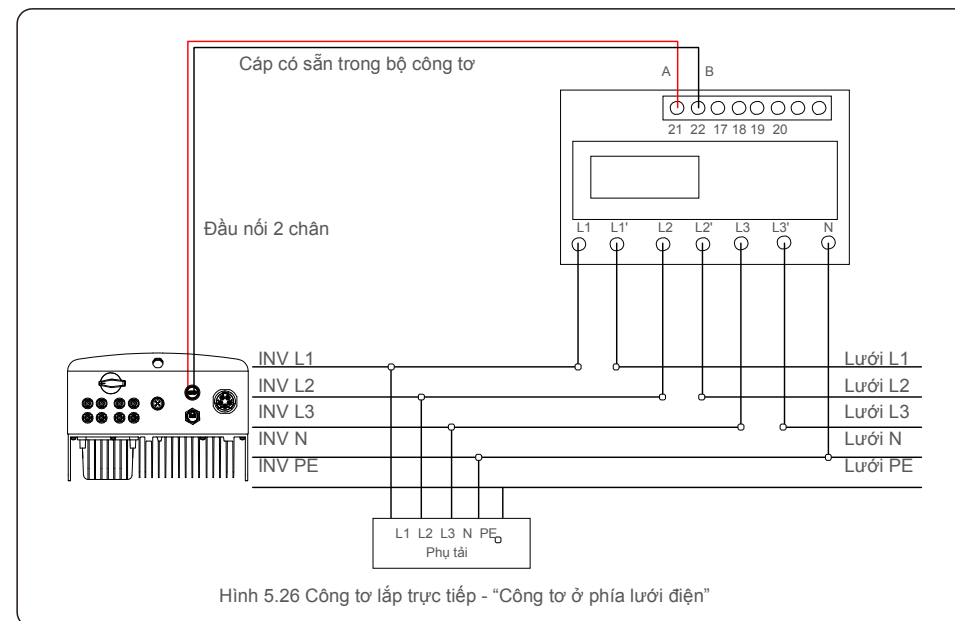 Cáp có sẵn trong bộ công tơ
A B
21 22 17 18 19 20
Đầu nối 2 chân
L1 L1' L2 L2' L3 L3' N
INV L1 Lưới L1
INV L2 Lưới L2
INV L3 Lưới L3
INV N Lưới N
INV PE Lưới PE
L1 L2 L3 N PE
Phụ tải
Hình 5.26 Công tơ lắp trực tiếp - “Công tơ ở phía lưới điện”